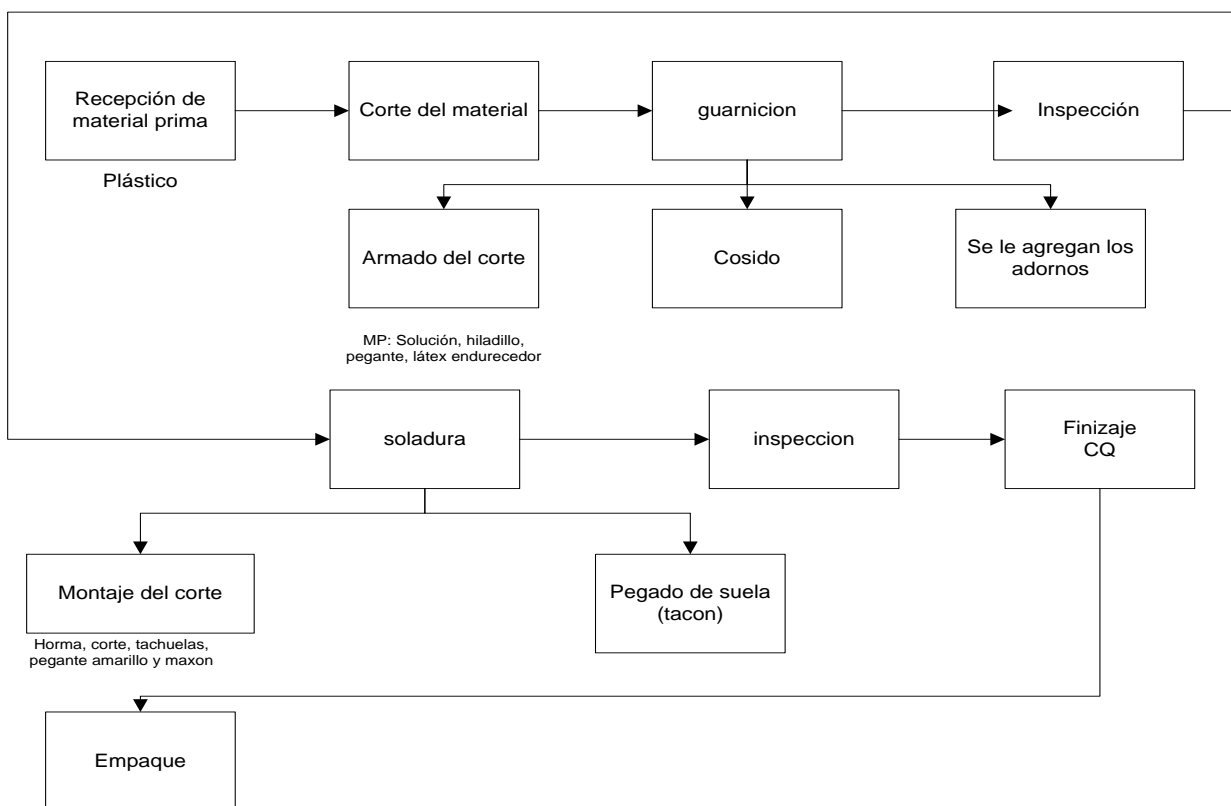 Recepción de
material prima
Plástico
Corte del material
guarnicion
Inspección
Armado del corte
MP: Solución, hiladillo,
pegante, látex endurecedor
Cosido
Se le agregan los
adornos
soladura
inspeccion
Finizaje
CQ
Montaje del corte
Horma, corte, tachuelas,
pegante amarillo y maxon
Pegado de suela
(tacon)
Empaque